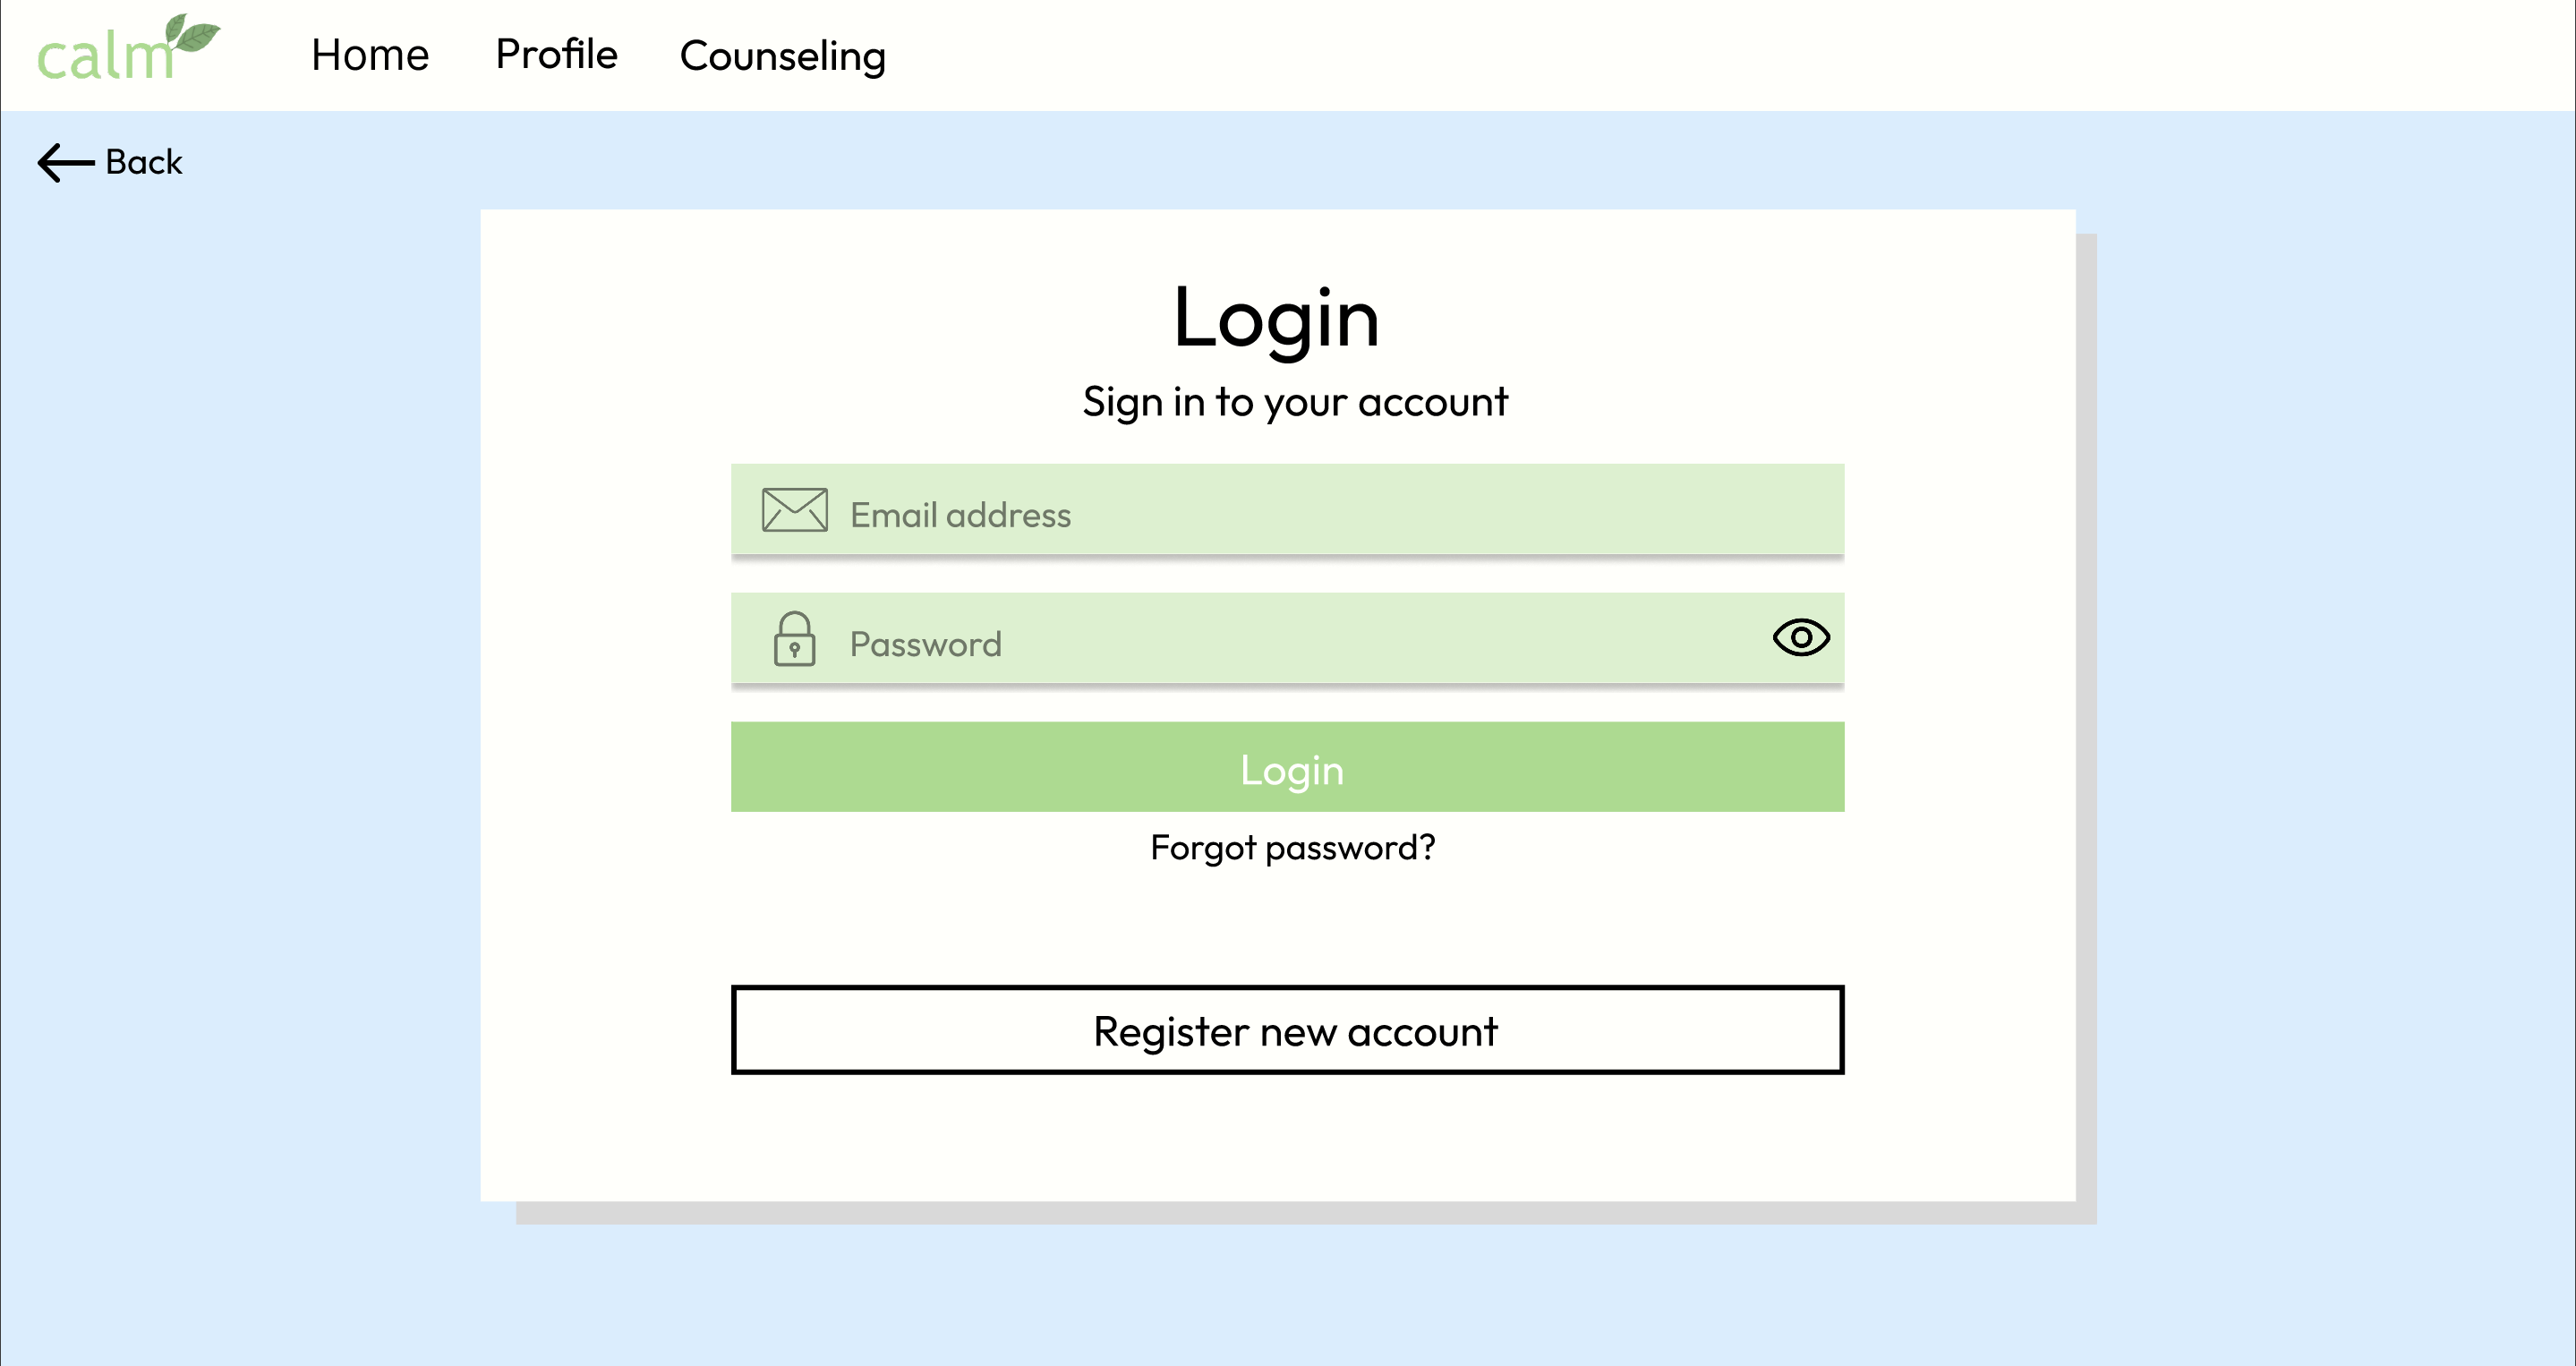 calm
Home Profile Counseling
Back
Login
Sign in to your account
Email address
Password
Login
Forgot password?
Register new account